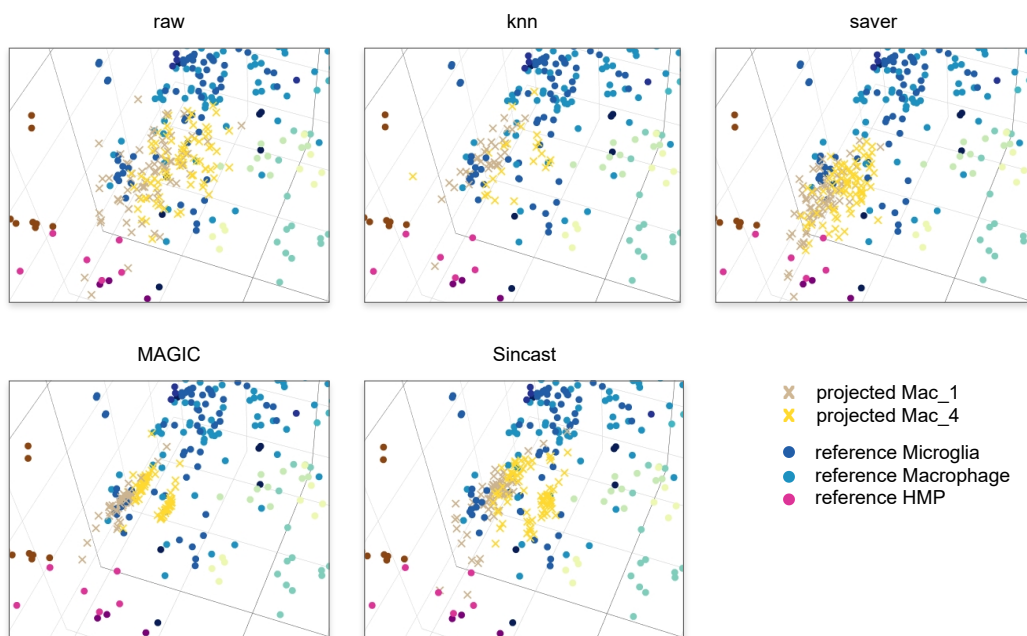 raw
knn
saver
MAGIC
Sincast
projected Mac_1
projected Mac_4
reference Microglia
reference Macrophage
reference HMP